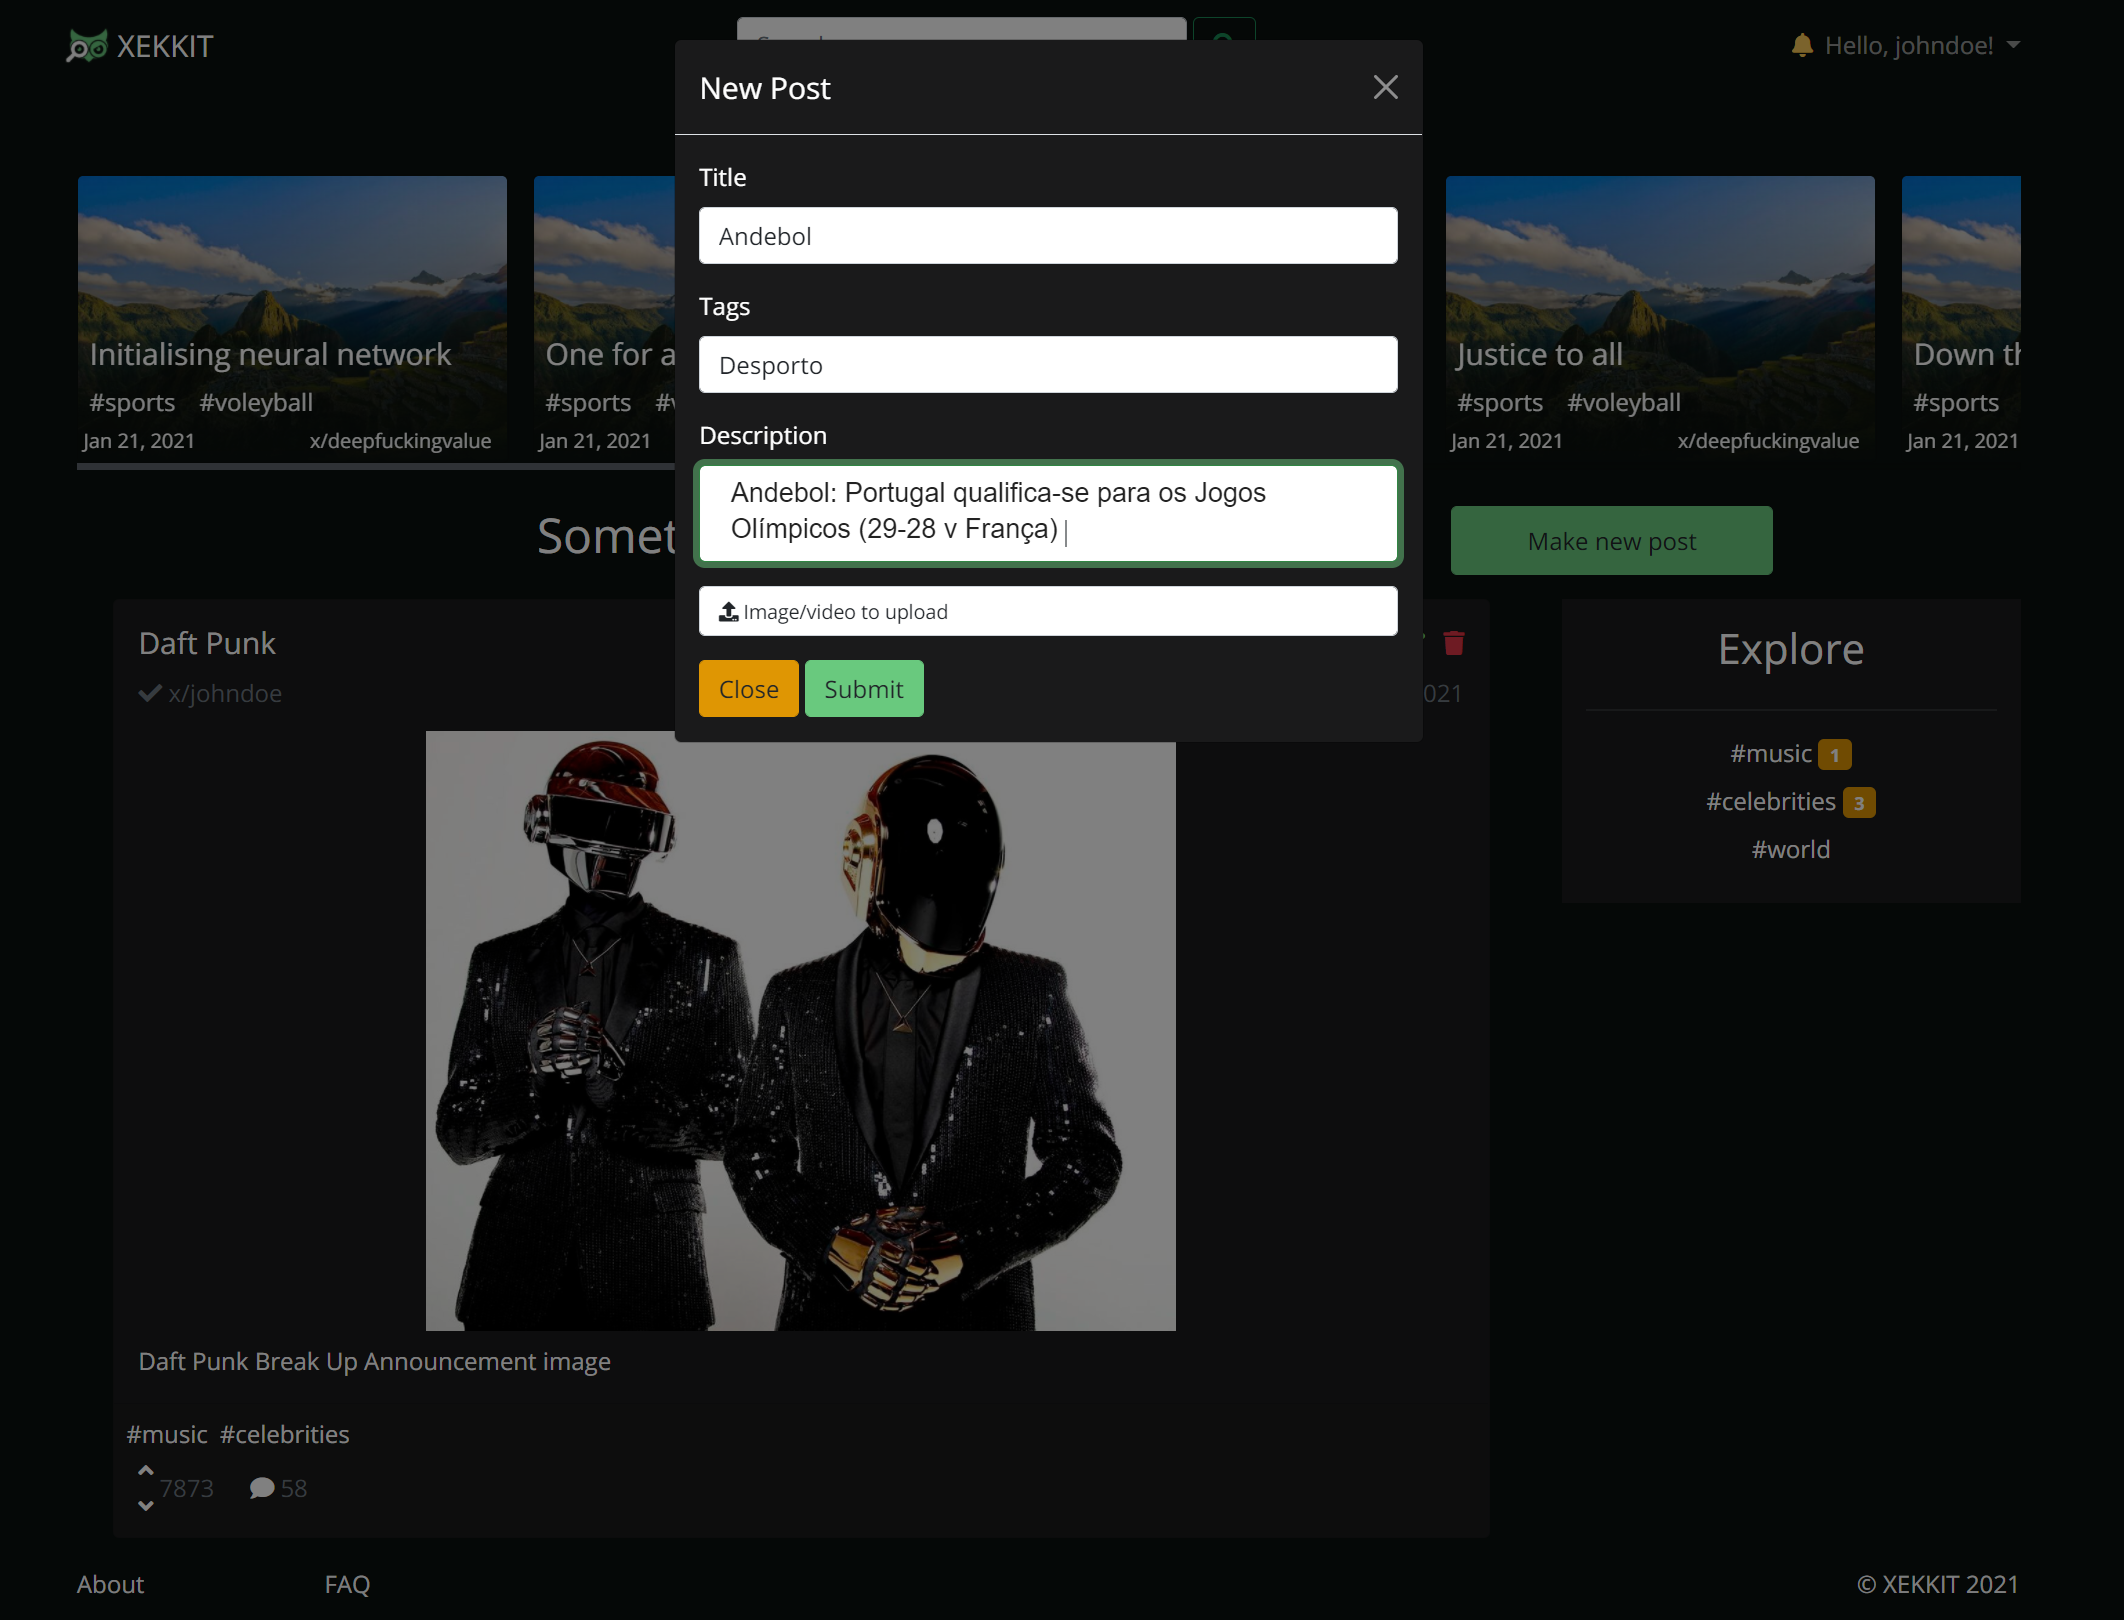 XEKKIT
Hello, johndoe!
New Post
Title
Andebol
Tags
Desporto
Description
Andebol: Portugal qualifica-se para os Jogos
Olímpicos (29-28 v França)
Image/video to upload
Close Submit
Initialising neural network
#sports #voleyball
Jan 21, 2021 x/deepfuckingvalue
One for
#sports
Jan 21, 2021
Justice to all
#sports #voleyball
Jan 21, 2021 x/deepfuckingvalue
Down
#sports
Jan 21, 2021
Make new post
Daft Punk
x/johndoe
Daft Punk Break Up Announcement image
#music #celebrities
7873 58
Explore
#music 1
#celebrities 3
#world
About FAQ © XEKKIT 2021